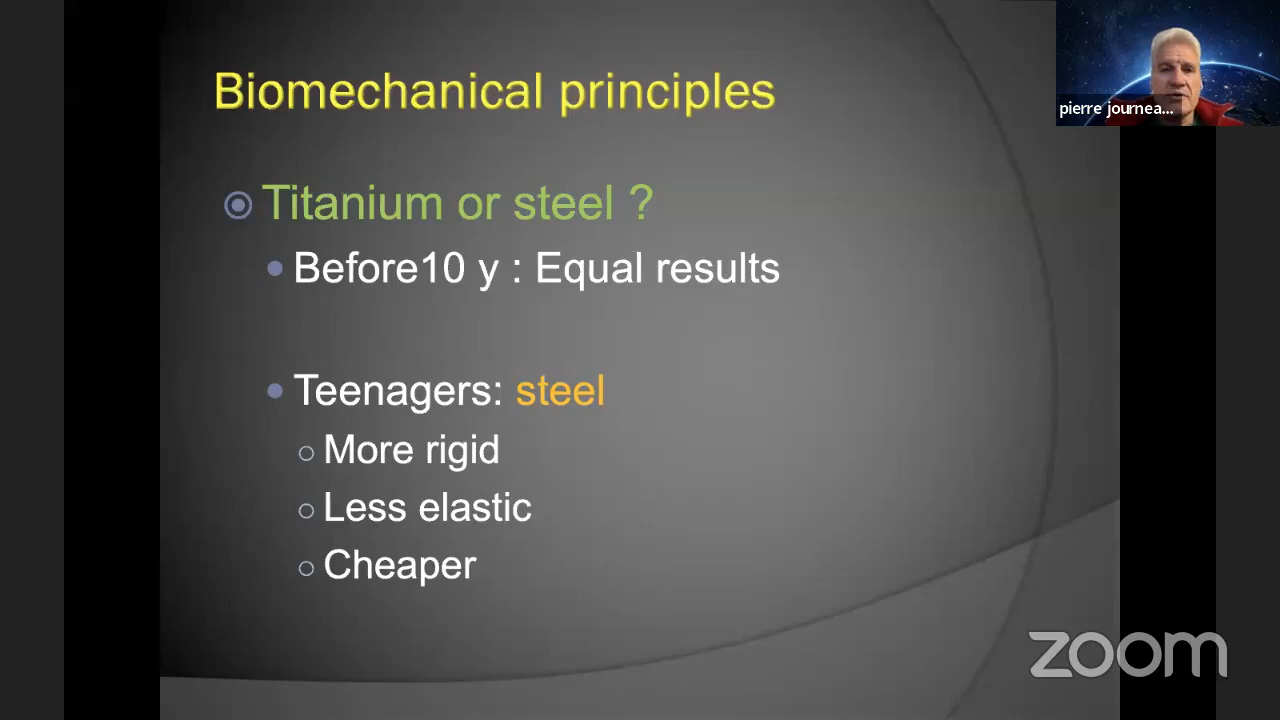 Biomechanical principles
pierre journea...
Titanium or steel ?
Before10 y : Equal results
Teenagers: steel
More rigid
Less elastic
Cheaper
zoom